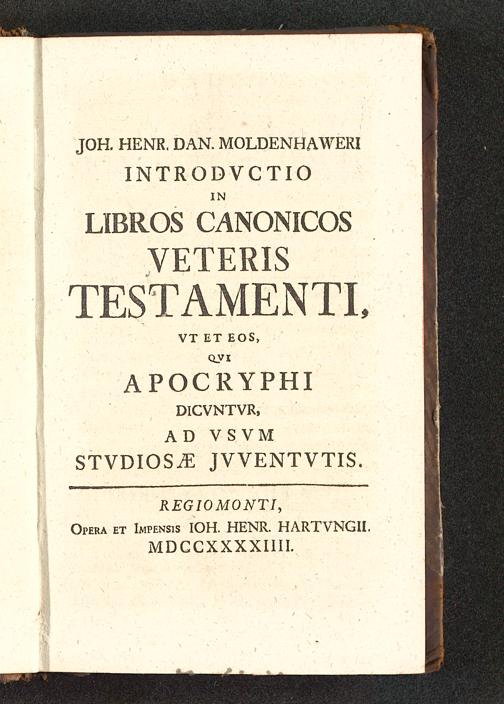 JOH. HENR. DAN. MOLDENHAWERI
INTRODVCTIO
IN
LIBROS CANONICOS
VETERIS
TESTAMENTI,
VT ET EOS,
QVI
APOCRYPHI
DICVNTVR,
AD VSVM
STVDIOSÆ JVVENTVTIS.
REGIOMONTI,
OPERA ET IMPENSIS IOH. HENR. HARTVNGII.
MDCCXXXXIIII.